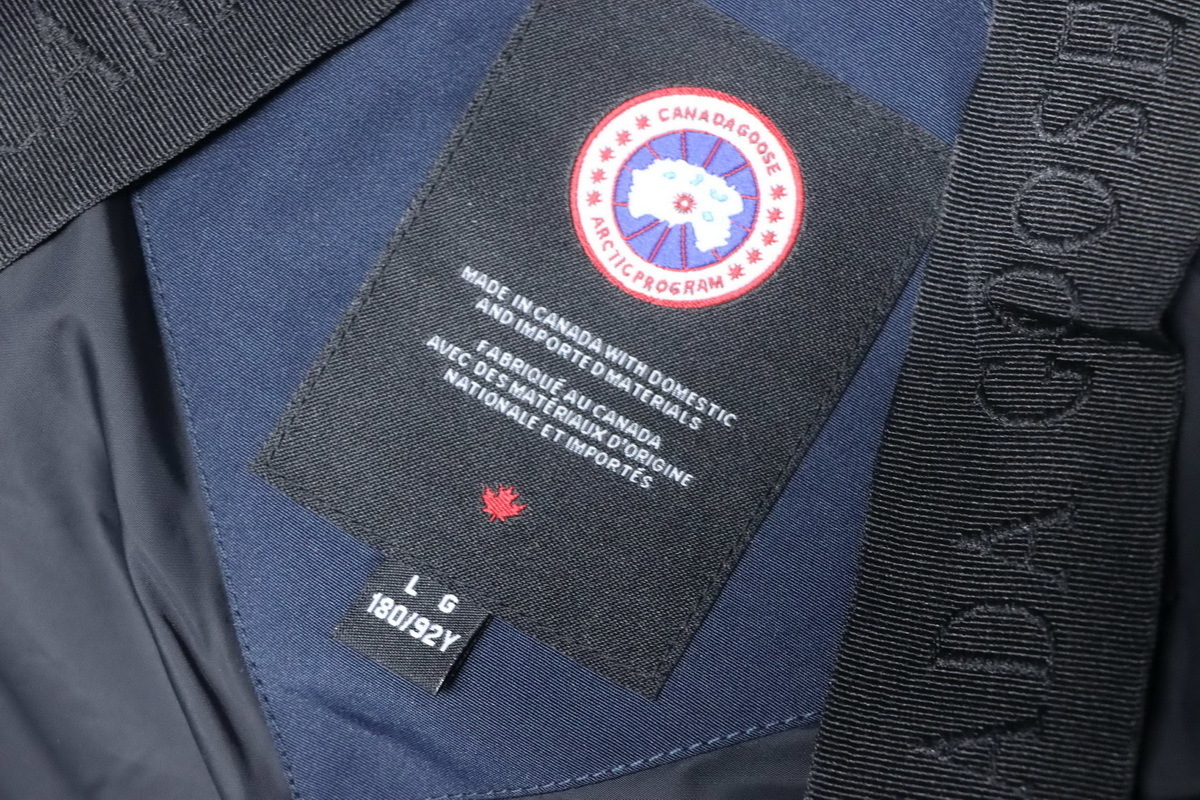 CANADA GOOSE
ARCTIC PROGRAM
MADE IN CANADA WITH DOMESTIC
AND IMPORTED MATERIALS
FABRIQUÉ AU CANADA
AVEC DES MATÉRIAUX D'ORIGINE
NATIONALE ET IMPORTÉS
L G
180/92Y
ADA GOOSE